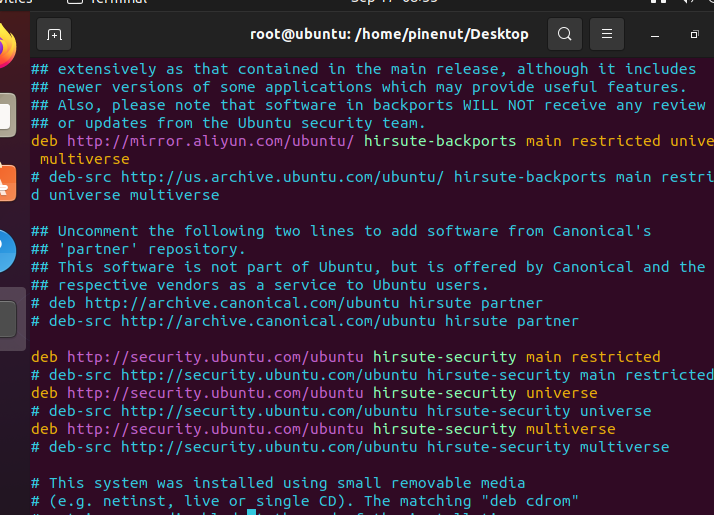 Terminal
root@ubuntu: /home/pinenut/Desktop
## extensively as that contained in the main release, although it includes
## newer versions of some applications which may provide useful features.
## Also, please note that software in backports WILL NOT receive any review
## or updates from the Ubuntu security team.
deb http://mirror.aliyun.com/ubuntu/ hirsute-backports main restricted unive
 multiverse
# deb-src http://us.archive.ubuntu.com/ubuntu/ hirsute-backports main restri
d universe multiverse

## Uncomment the following two lines to add software from Canonical's
## 'partner' repository.
## This software is not part of Ubuntu, but is offered by Canonical and the
## respective vendors as a service to Ubuntu users.
# deb http://archive.canonical.com/ubuntu hirsute partner
# deb-src http://archive.canonical.com/ubuntu hirsute partner

deb http://security.ubuntu.com/ubuntu hirsute-security main restricted
# deb-src http://security.ubuntu.com/ubuntu hirsute-security main restricted
deb http://security.ubuntu.com/ubuntu hirsute-security universe
# deb-src http://security.ubuntu.com/ubuntu hirsute-security universe
deb http://security.ubuntu.com/ubuntu hirsute-security multiverse
# deb-src http://security.ubuntu.com/ubuntu hirsute-security multiverse

# This system was installed using small removable media
# (e.g. netinst, live or single CD). The matching "deb cdrom"